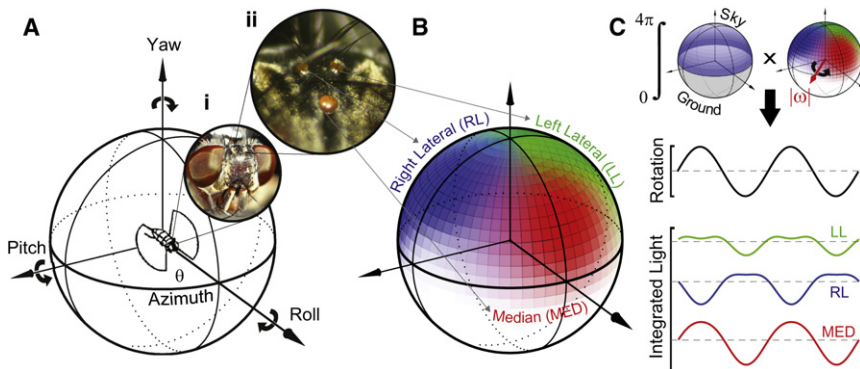 A
Yaw
Pitch
θ
Azimuth
Roll
i
ii
B
Right Lateral (RL)
Left Lateral (LL)
Median (MED)
C
4π
0
Sky
Ground
x
|ω|
Rotation
Integrated Light
LL
RL
MED